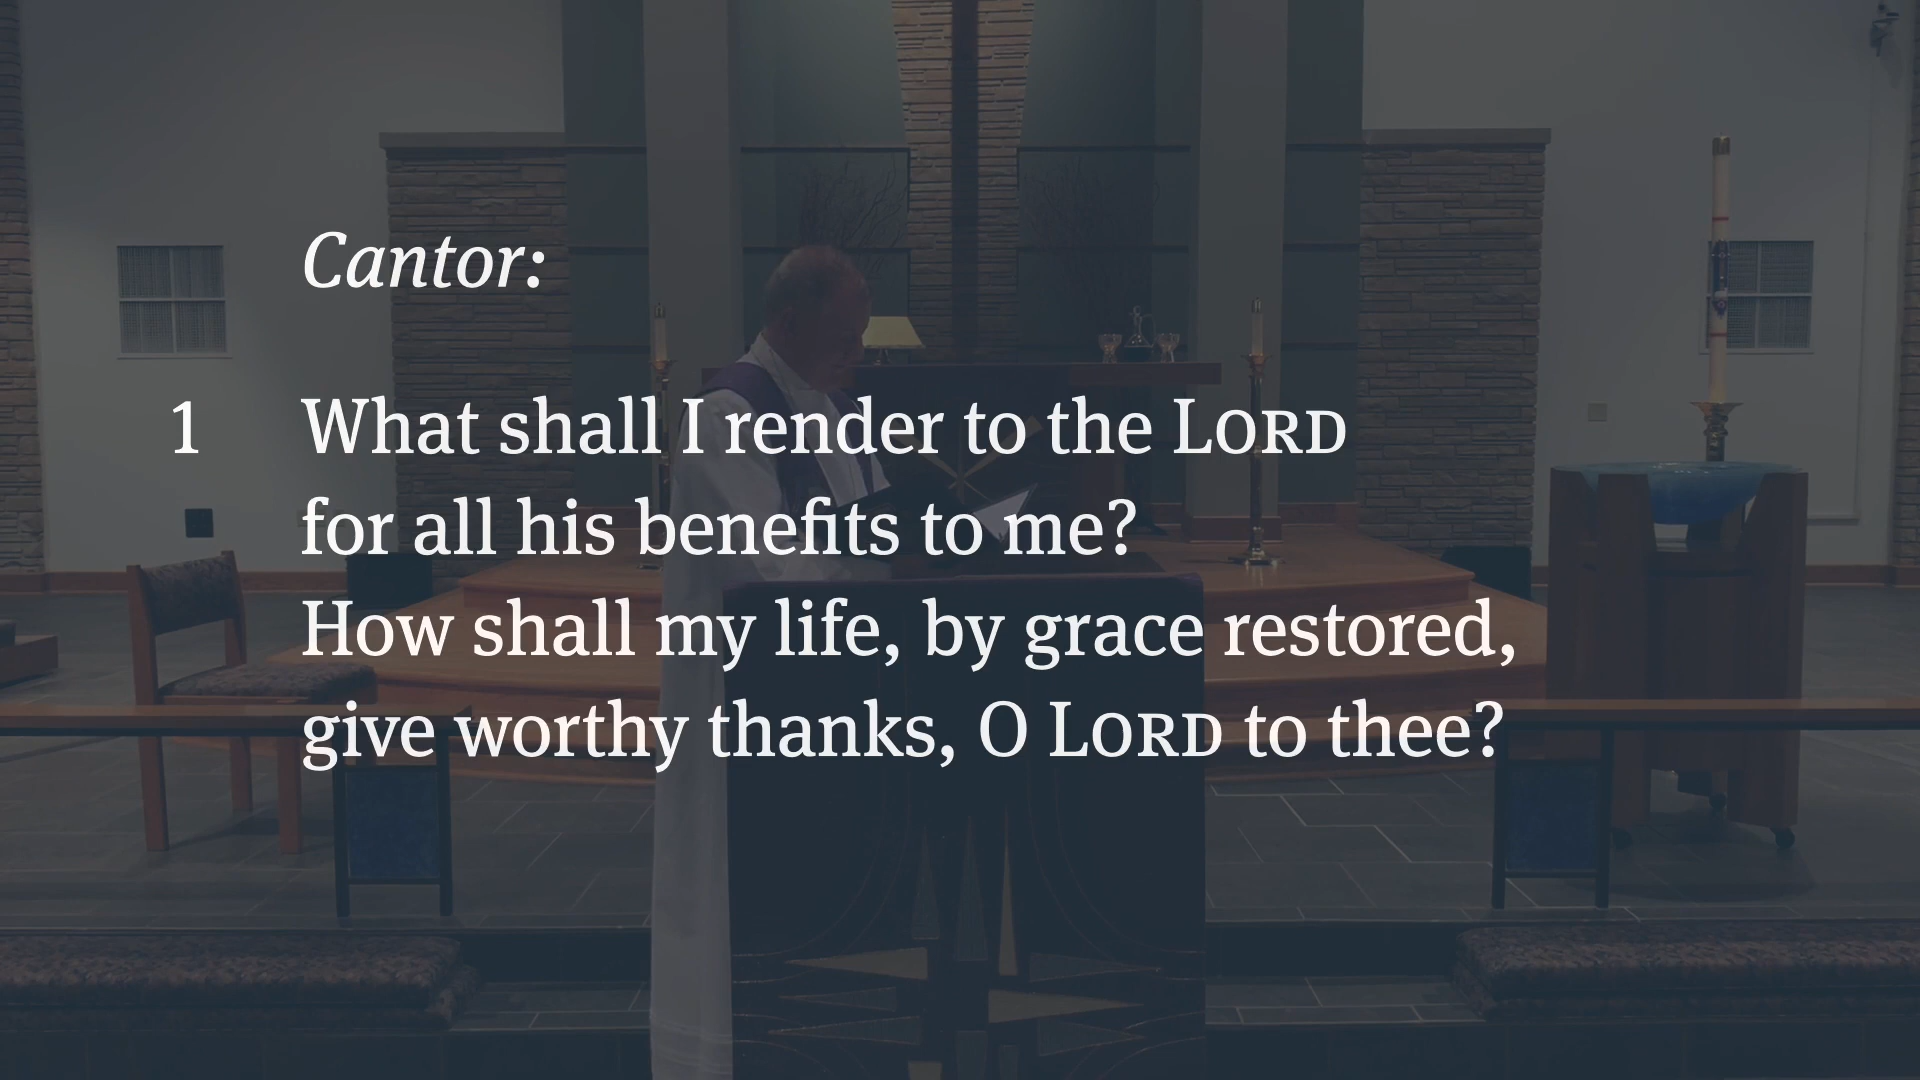 Cantor:
1 What shall I render to the LORD
for all his benefits to me?
How shall my life, by grace restored,
give worthy thanks, O LORD to thee?